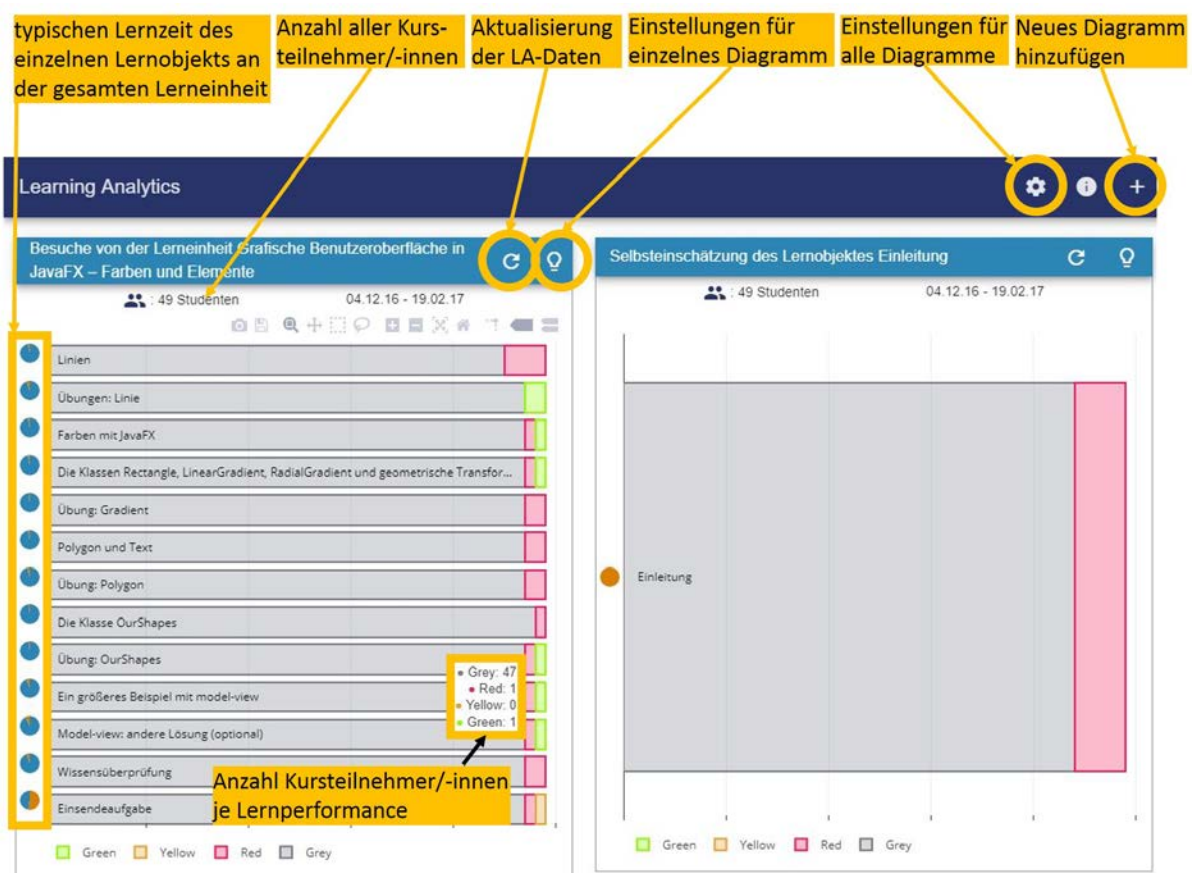 typischen Lernzeit des
einzelnen Lernobjekts an
der gesamten Lerneinheit
Anzahl aller Kurs-
teilnehmer/-innen
Aktualisierung
der LA-Daten
Einstellungen für
einzelnes Diagramm
Einstellungen für
alle Diagramme
Neues Diagramm
hinzufügen
Learning Analytics
Besuche von der Lerneinheit Grafische Benutzeroberfläche in
JavaFX – Farben und Elemente
: 49 Studenten
04.12.16 - 19.02.17
Linien
Übungen: Linie
Farben mit JavaFX
Die Klassen Rectangle, LinearGradient, RadialGradient und geometrische Transfor...
Übung: Gradient
Polygon und Text
Übung: Polygon
Die Klasse OurShapes
Übung: OurShapes
Ein größeres Beispiel mit model-view
Model-view: andere Lösung (optional)
Wissensüberprüfung
Einsendeaufgabe
Grey: 47
Red: 1
Yellow: 0
Green: 1
Anzahl Kursteilnehmer/-innen
je Lernperformance
Green Yellow Red Grey
Selbsteinschätzung des Lernobjektes Einleitung
: 49 Studenten
04.12.16 - 19.02.17
Einleitung
Green Yellow Red Grey